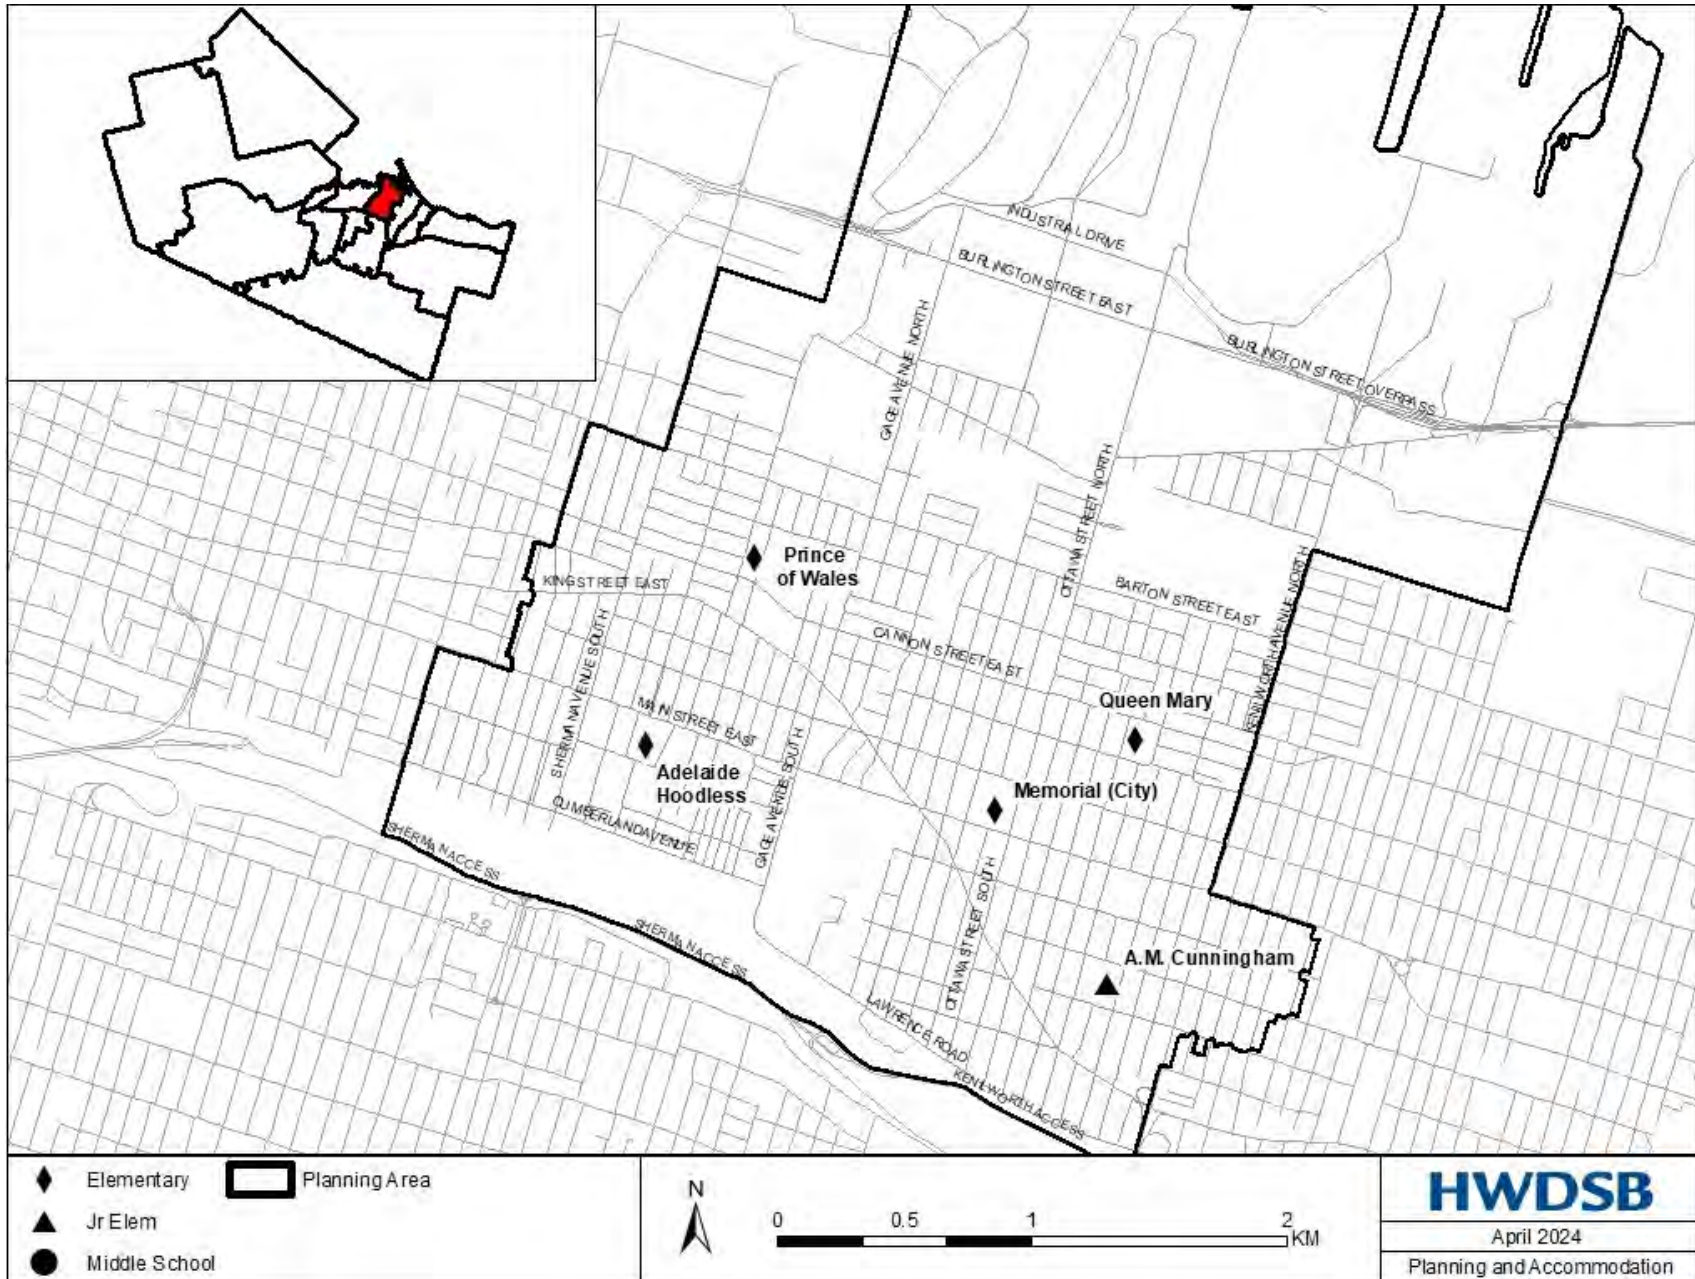 INDUSTRIAL DRIVE
BURLINGTON STREET EAST
BURLINGTON STREET OVERPASS
GAGE AVENUE NORTH
OTTAWA STREET NORTH
KENILWORTH AVENUE NORTH
BARTON STREET EAST
Prince
of Wales
KING STREET EAST
CANNON STREET EAST
SHERMAN AVENUE SOUTH
MAIN STREET EAST
Queen Mary
Adelaide
Hoodless
GAGE AVENUE SOUTH
Memorial (City)
CUMBERLAND AVENUE
SHERMAN ACCESS
SHERMAN ACCESS
OTTAWA STREET SOUTH
A.M. Cunningham
LAWRENCE ROAD
KENILWORTH ACCESS
Elementary
Planning Area
Jr Elem
Middle School
N
0 0.5 1 2
KM
HWDSB
April 2024
Planning and Accommodation